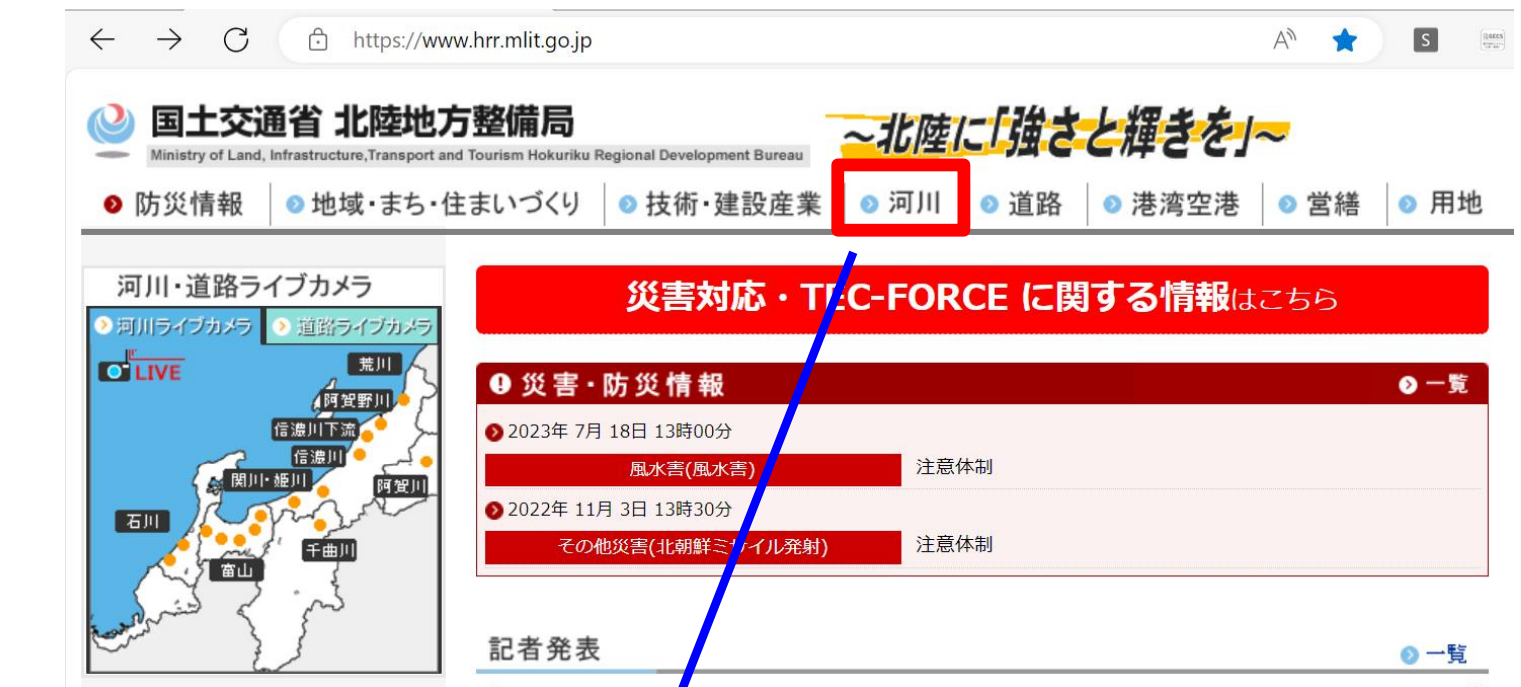 https://www.hrr.mlit.go.jp
S
国土交通省 北陸地方整備局
Ministry of Land, Infrastructure,Transport and Tourism Hokuriku Regional Development Bureau
~北陸に「強さと輝きを」~
防災情報 地域・まち・住まいづくり 技術・建設産業 河川 道路 港湾空港 営繕 用地
河川・道路ライブカメラ
河川ライブカメラ 道路ライブカメラ
LIVE
荒川
阿賀野川
信濃川下流
信濃川
関川・姫川
阿賀川
石川
千曲川
富山
災害対応・TEC-FORCE に関する情報はこちら
災害・防災情報 一覧
2023年 7月 18日 13時00分
風水害(風水害) 注意体制
2022年 11月 3日 13時30分
その他災害(北朝鮮ミサイル発射) 注意体制
記者発表 一覧